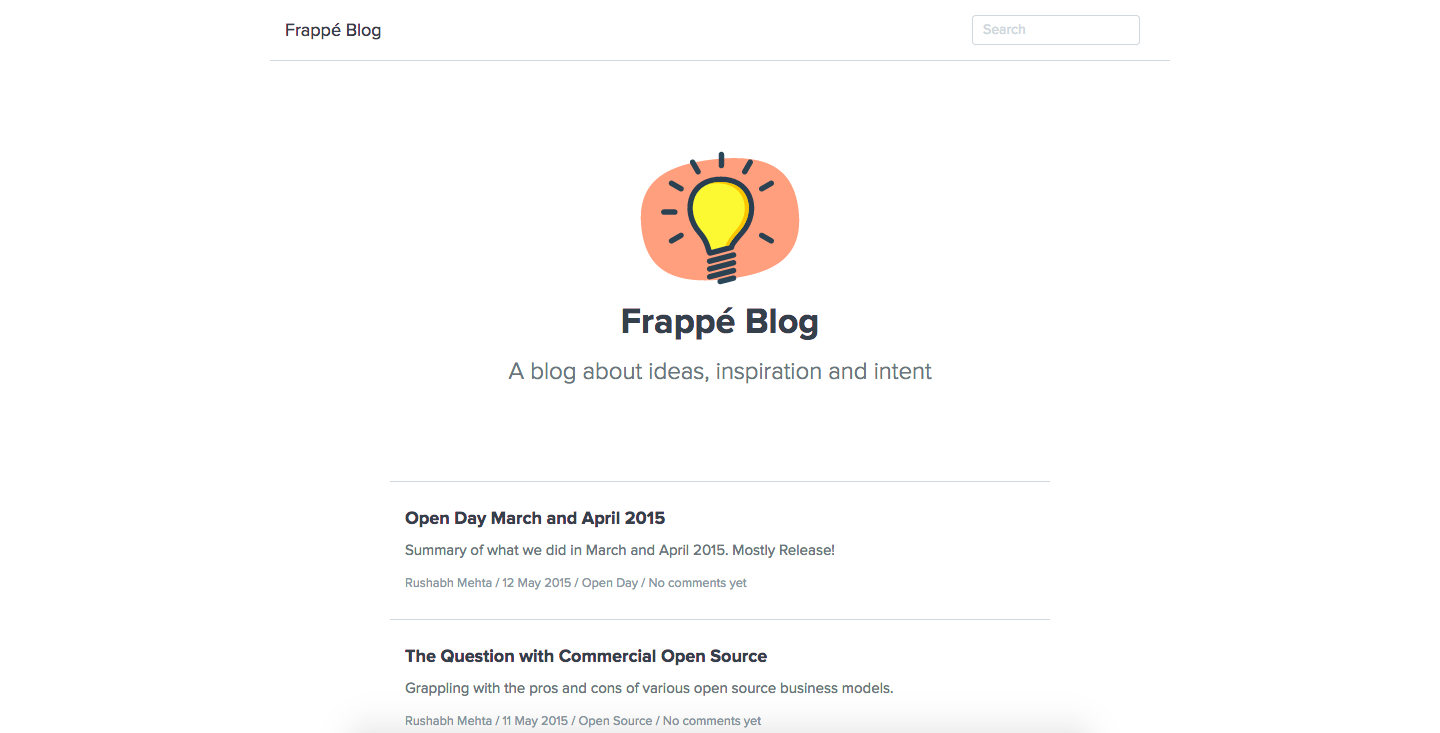 Frappé Blog
Search
Frappé Blog
A blog about ideas, inspiration and intent
Open Day March and April 2015
Summary of what we did in March and April 2015. Mostly Release!
Rushabh Mehta / 12 May 2015 / Open Day / No comments yet
The Question with Commercial Open Source
Grappling with the pros and cons of various open source business models.
Rushabh Mehta / 11 May 2015 / Open Source / No comments yet